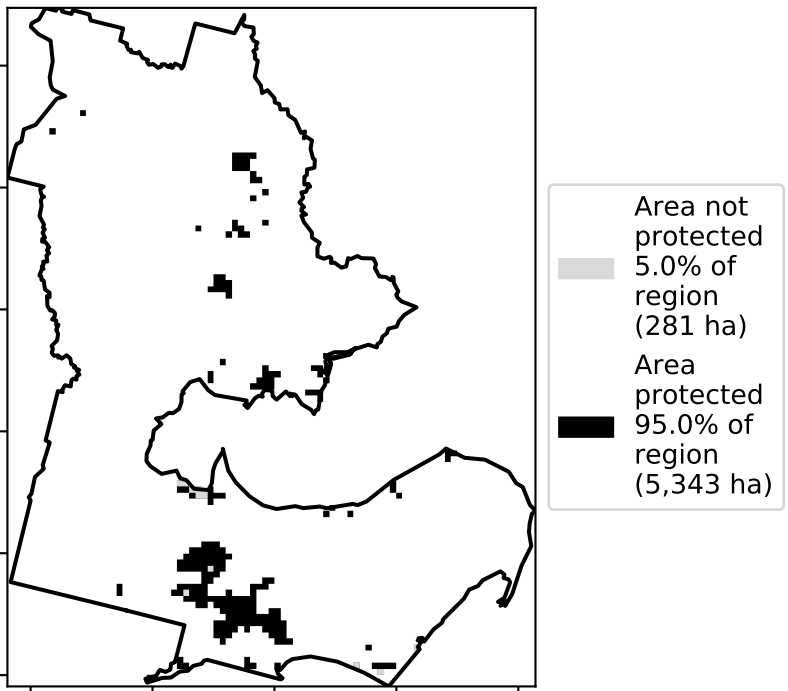 Area not
protected
5.0% of
region
(281 ha)
Area
protected
95.0% of
region
(5,343 ha)